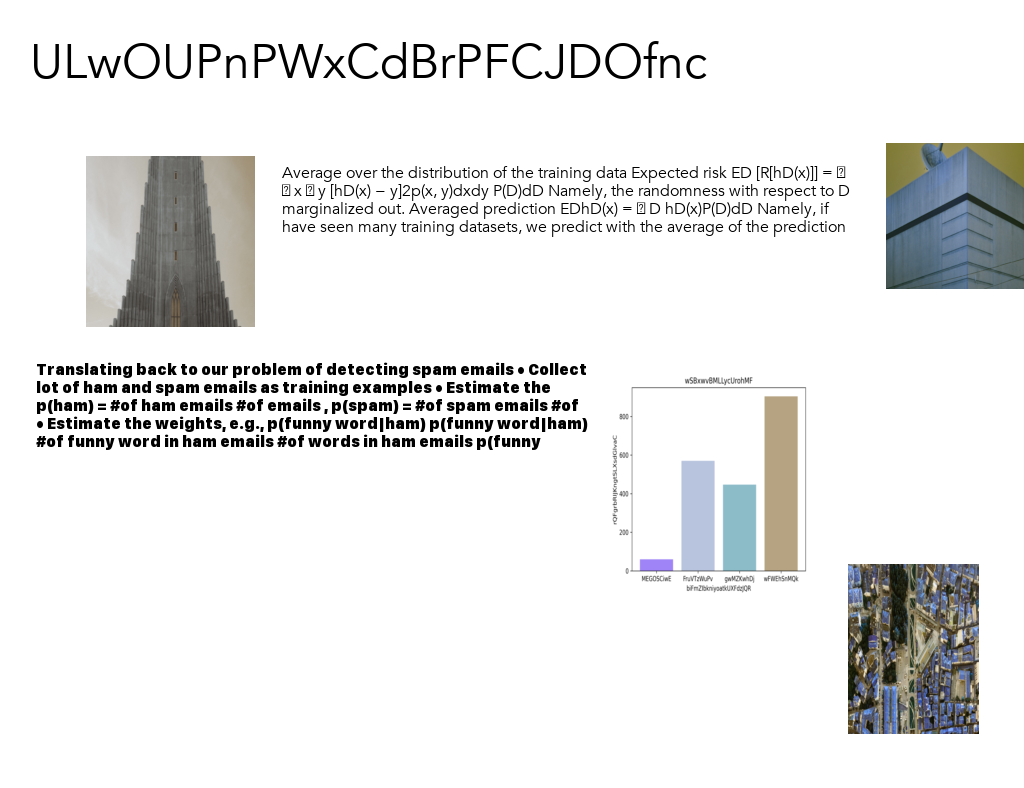 ULwOUPnPWxCdBrPFCJDOfnc
Average over the distribution of the training data Expected risk ED [R[hD(x)]] =
x y [hD(x) − y]2p(x, y)dxdy P(D)dD Namely, the randomness with respect to D
marginalized out. Averaged prediction EDhD(x) = D hD(x)P(D)dD Namely, if
have seen many training datasets, we predict with the average of the prediction
Translating back to our problem of detecting spam emails • Collect
lot of ham and spam emails as training examples • Estimate the
p(ham) = #of ham emails #of emails , p(spam) = #of spam emails #of
• Estimate the weights, e.g., p(funny word|ham) p(funny word|ham)
#of funny word in ham emails #of words in ham emails p(funny
wSBxwvBMLLycUrohMF
800
600
400
200
0
MEGDSCiwE FruVTzWuPv gwMZKwhDj wFWEhSnMQk